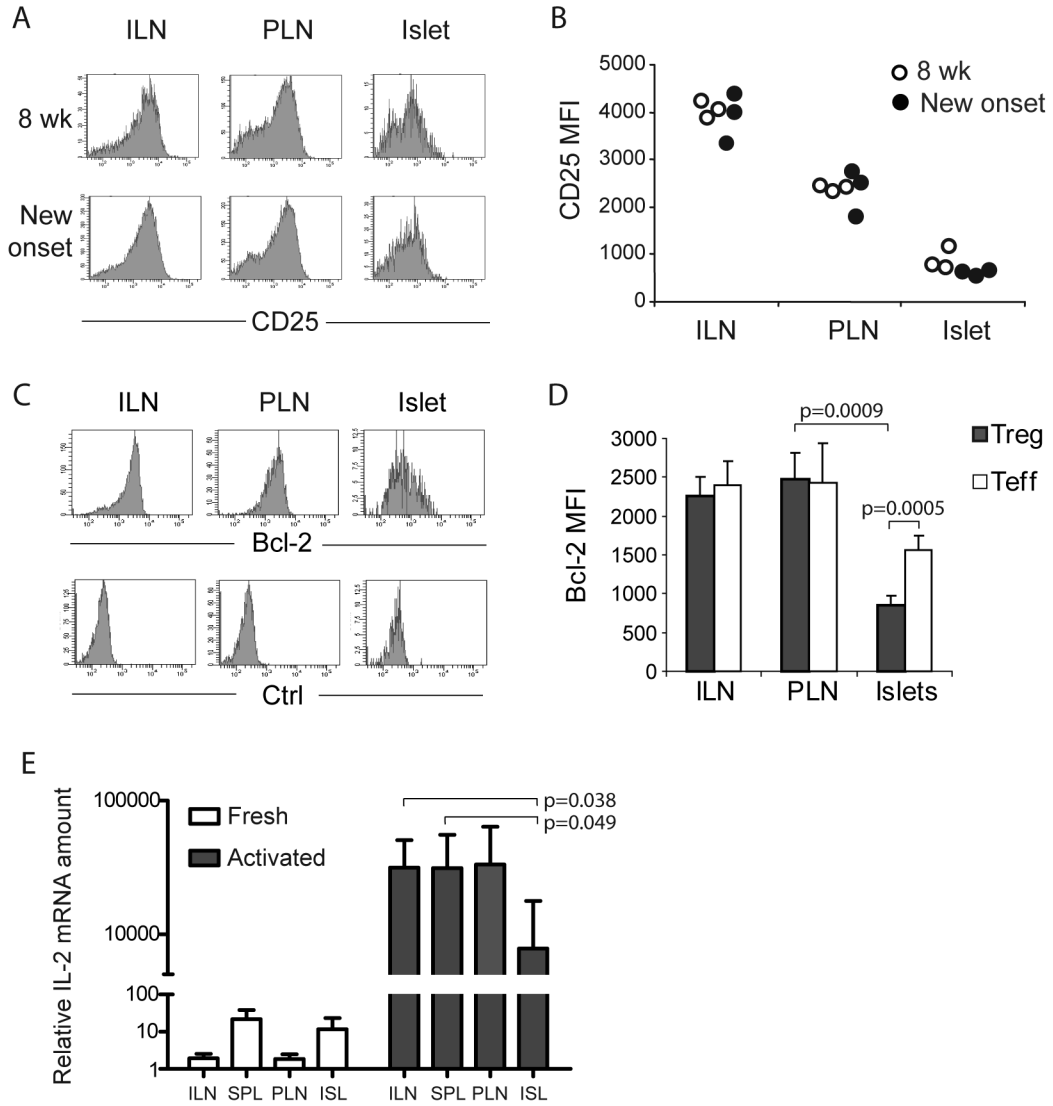 A
ILN PLN Islet
8 wk
New
onset
CD25
B
CD25 MFI
5000
4000
3000
2000
1000
0
8 wk
New onset
ILN PLN Islet
C
ILN PLN Islet
Bcl-2
Ctrl
D
Bcl-2 MFI
p=0.0009
3000
2500
2000
1500
1000
500
0
Treg
Teff
p=0.0005
ILN PLN Islets
E
Relative IL-2 mRNA amount
100000
10000
100
10
1
Fresh
Activated
p=0.038
p=0.049
ILN SPL PLN ISL ILN SPL PLN ISL